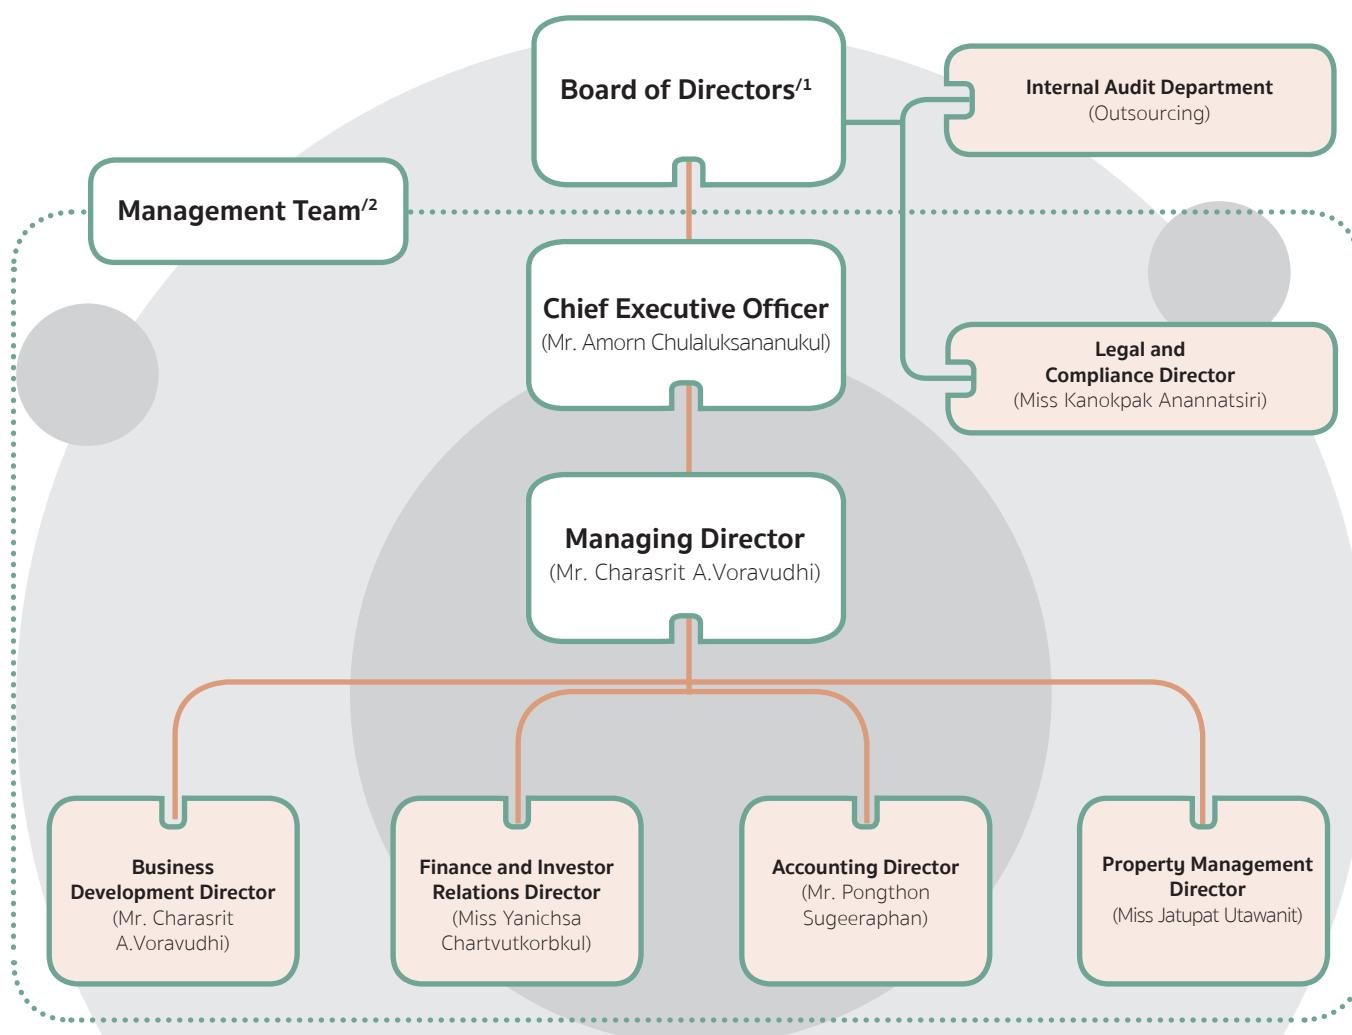 Board of Directors/1
Internal Audit Department
(Outsourcing)
Management Team/2
Chief Executive Officer
(Mr. Amorn Chulaluksananukul)
Legal and
Compliance Director
(Miss Kanokpak Anannatsiri)
Managing Director
(Mr. Charasrit A.Voravudhi)
Business
Development Director
(Mr. Charasrit
A.Voravudhi)
Finance and Investor
Relations Director
(Miss Yanichsa
Chartvutkorbkul)
Accounting Director
(Mr. Pongthon
Sugeeraphan)
Property Management
Director
(Miss Jatupat Utawanit)